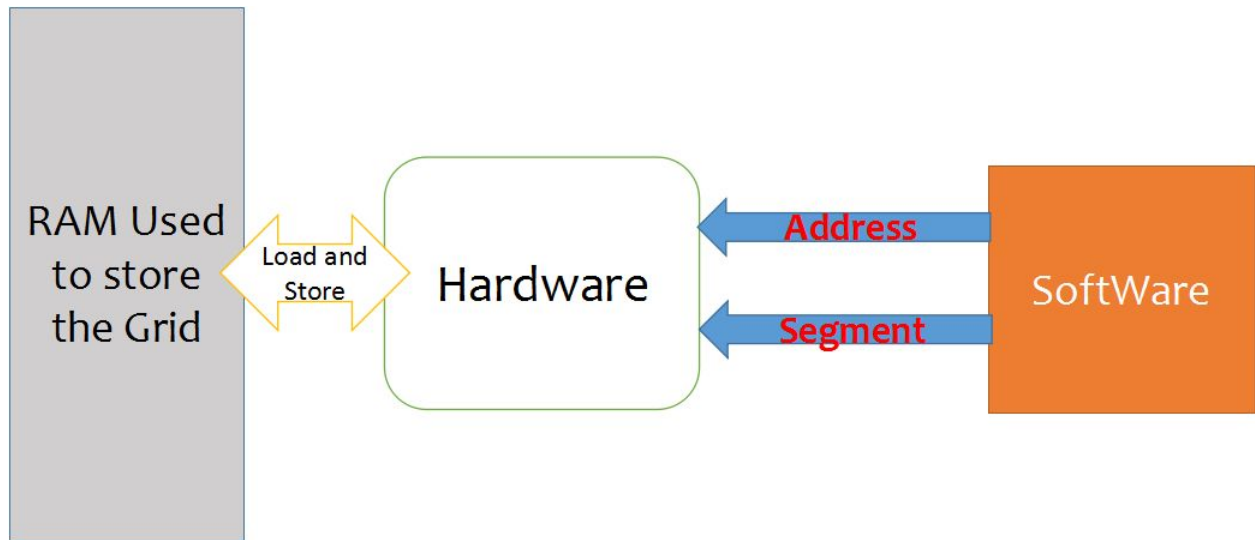 RAM Used
to store
the Grid
Load and
Store
Hardware
Address
Segment
SoftWare